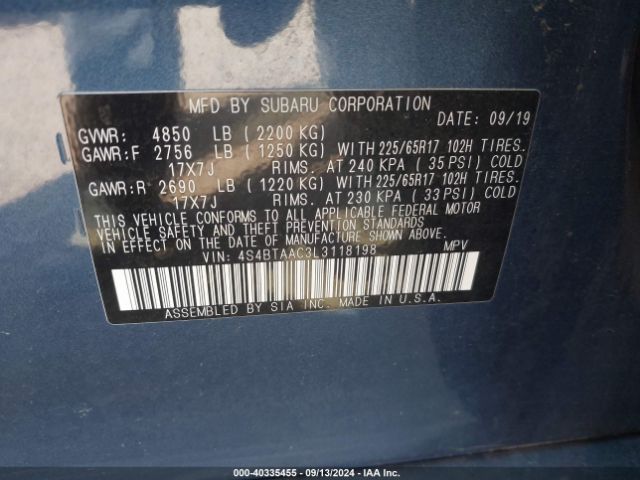 MFD BY SUBARU CORPORATION
DATE: 09/19
GVWR: 4850 LB (2200 KG)
GAWR:F 2756 LB (1250 KG) WITH 225/65R17 102H TIRES.
17X7J RIMS. AT 240 KPA (35 PSI) COLD
GAWR:R 2690 LB (1220 KG) WITH 225/65R17 102H TIRES.
17X7J RIMS. AT 230 KPA (33 PSI) COLD
THIS VEHICLE CONFORMS TO ALL APPLICABLE FEDERAL MOTOR
VEHICLE SAFETY AND THEFT PREVENTION STANDARDS
IN EFFECT ON THE DATE OF MANUFACTURE SHOWN ABOVE.
VIN: 4S4BTAAC3L3118198 MPV
ASSEMBLED BY SIA INC. MADE IN U.S.A.
000-40335455 - 09/13/2024 - IAAI.com